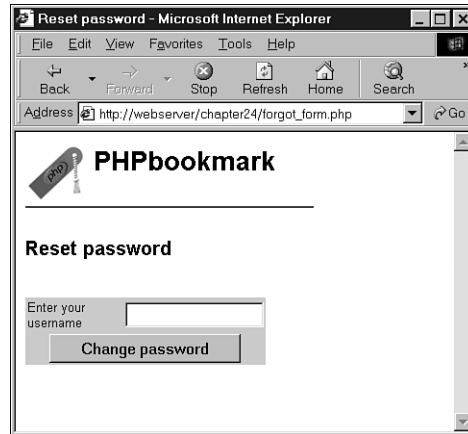 Reset password - Microsoft Internet Explorer
File Edit View Favorites Tools Help
Back Forward Stop Refresh Home Search »
Address http://webserver/chapter24/forgot_form.php Go
php PHPbookmark
Reset password
Enter your
username
Change password